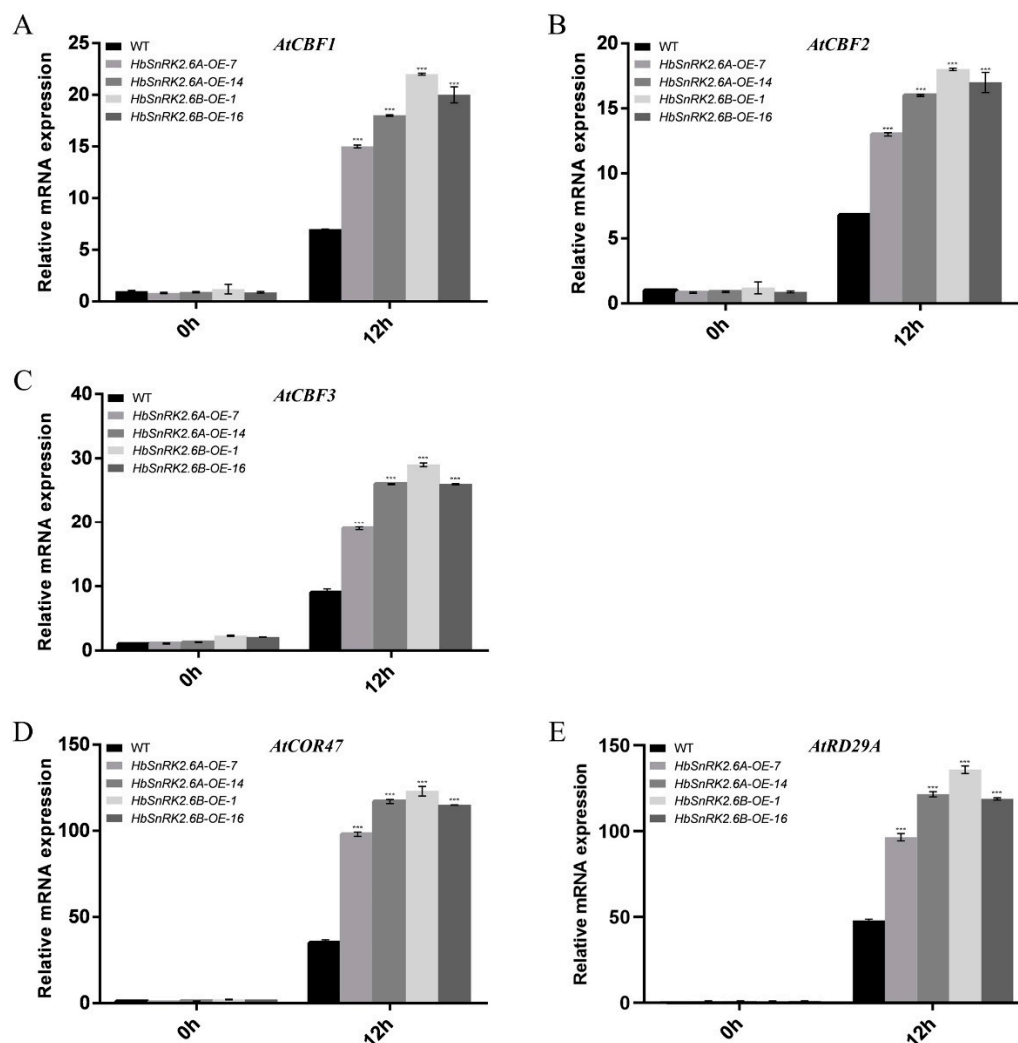 A
AtCBF1
WT
HbSnRK2.6A-OE-7
HbSnRK2.6A-OE-14
HbSnRK2.6B-OE-1
HbSnRK2.6B-OE-16
Relative mRNA expression
25
20
15
10
5
0
***
***
***
***
0h
12h
B
AtCBF2
WT
HbSnRK2.6A-OE-7
HbSnRK2.6A-OE-14
HbSnRK2.6B-OE-1
HbSnRK2.6B-OE-16
Relative mRNA expression
20
15
10
5
0
***
***
***
***
0h
12h
C
AtCBF3
WT
HbSnRK2.6A-OE-7
HbSnRK2.6A-OE-14
HbSnRK2.6B-OE-1
HbSnRK2.6B-OE-16
Relative mRNA expression
40
30
20
10
0
***
***
***
***
0h
12h
D
AtCOR47
WT
HbSnRK2.6A-OE-7
HbSnRK2.6A-OE-14
HbSnRK2.6B-OE-1
HbSnRK2.6B-OE-16
Relative mRNA expression
150
100
50
0
***
***
***
***
0h
12h
E
AtRD29A
WT
HbSnRK2.6A-OE-7
HbSnRK2.6A-OE-14
HbSnRK2.6B-OE-1
HbSnRK2.6B-OE-16
Relative mRNA expression
150
100
50
0
***
***
***
***
0h
12h